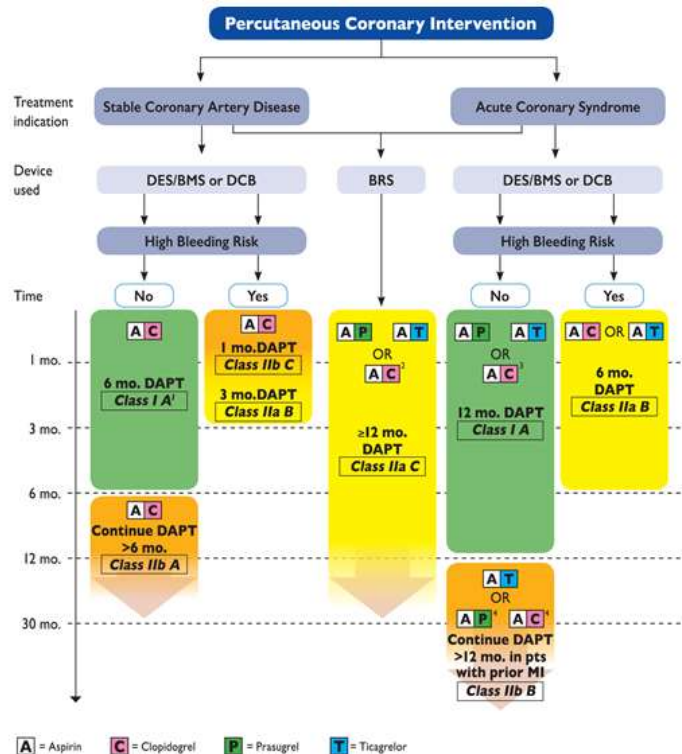 Percutaneous Coronary Intervention
Treatment
indication
Stable Coronary Artery Disease
Acute Coronary Syndrome
Device
used
DES/BMS or DCB
BRS
DES/BMS or DCB
High Bleeding Risk
High Bleeding Risk
Time
No
Yes
No
Yes
1 mo.
3 mo.
6 mo.
12 mo.
30 mo.
A C
6 mo. DAPT
Class I A¹
A C
Continue DAPT
>6 mo.
Class IIb A
A C
1 mo.DAPT
Class IIb C
3 mo.DAPT
Class IIa B
A P A T
OR
A C²
≥12 mo.
DAPT
Class IIa C
A P A T
OR
A C³
12 mo. DAPT
Class I A
A T
OR
A P⁴ A C⁴
Continue DAPT
>12 mo. in pts
with prior MI
Class IIb B
A C OR A T
6 mo.
DAPT
Class IIa B
A = Aspirin C = Clopidogrel P = Prasugrel T = Ticagrelor